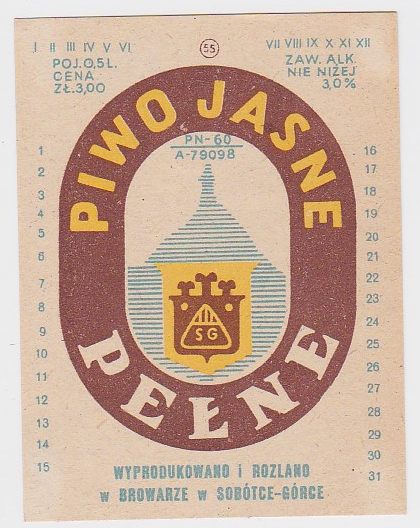 I II III IV V VI
55
VII VIII IX X XI XII
POJ.0,5L.
CENA
ZŁ.3,00
ZAW. ALK
NIE NIŻEJ
3,0%
PIWO JASNE
PN-60
A-79098
SG
PEŁNE
1
2
3
4
5
6
7
8
9
10
11
12
13
14
15
16
17
18
19
20
21
22
23
24
25
26
27
28
29
30
31
WYPRODUKOWANO i ROZLANO
w BROWARZE w SOBÓTCE-GÓRCE